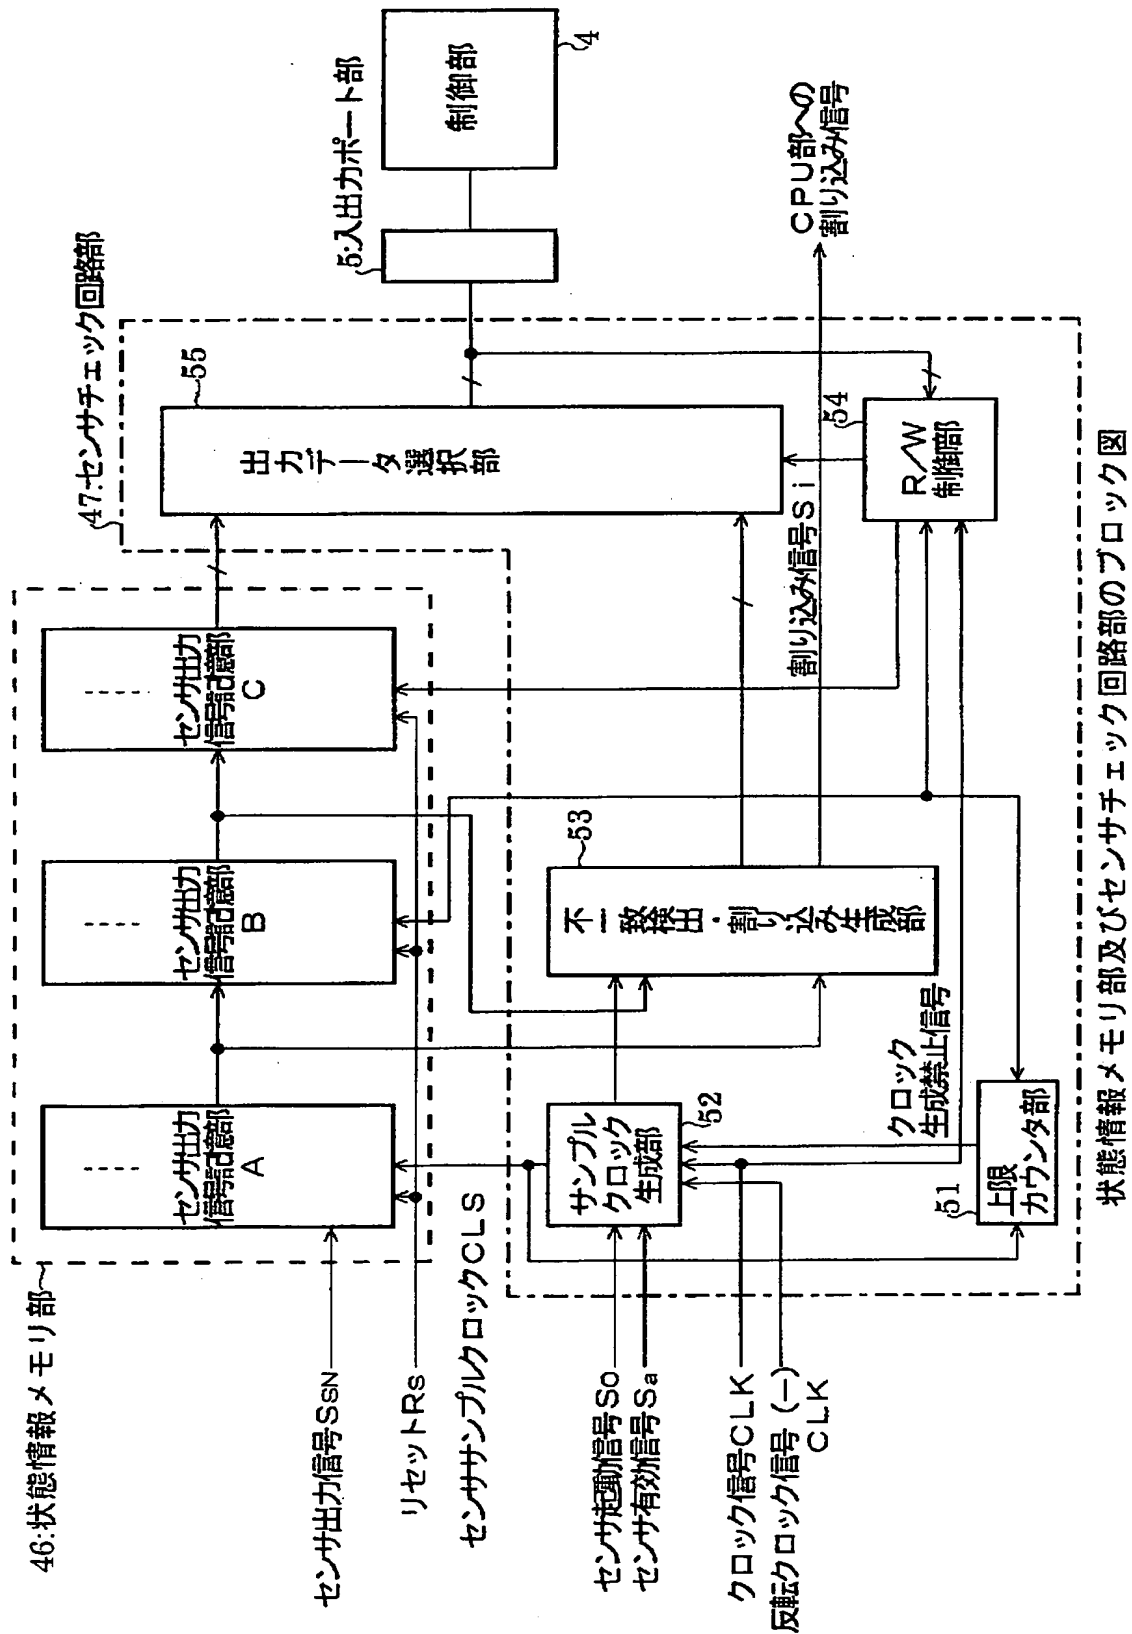 46:状態情報メモリ部
47:センサチェック回路部
センサ出力
信号記憶部
A
センサ出力
信号記憶部
B
センサ出力
信号記憶部
C
55
出力データ選択部
5:入出力ポート部
制御部
4
センサ出力信号SSN
リセットRs
センササンプルクロックCLS
センサ起動信号SO
センサ有効信号Sa
クロック信号CLK
反転クロック信号(−)
CLK
サンプル
クロック
生成部
52
不一致検出・割り込み生成部
53
割り込み信号Si
CPU部への
割り込み信号
R/W
制御部
54
クロック
生成禁止信号
51
上限
カウンタ部
状態情報メモリ部及びセンサチェック回路部のブロック図